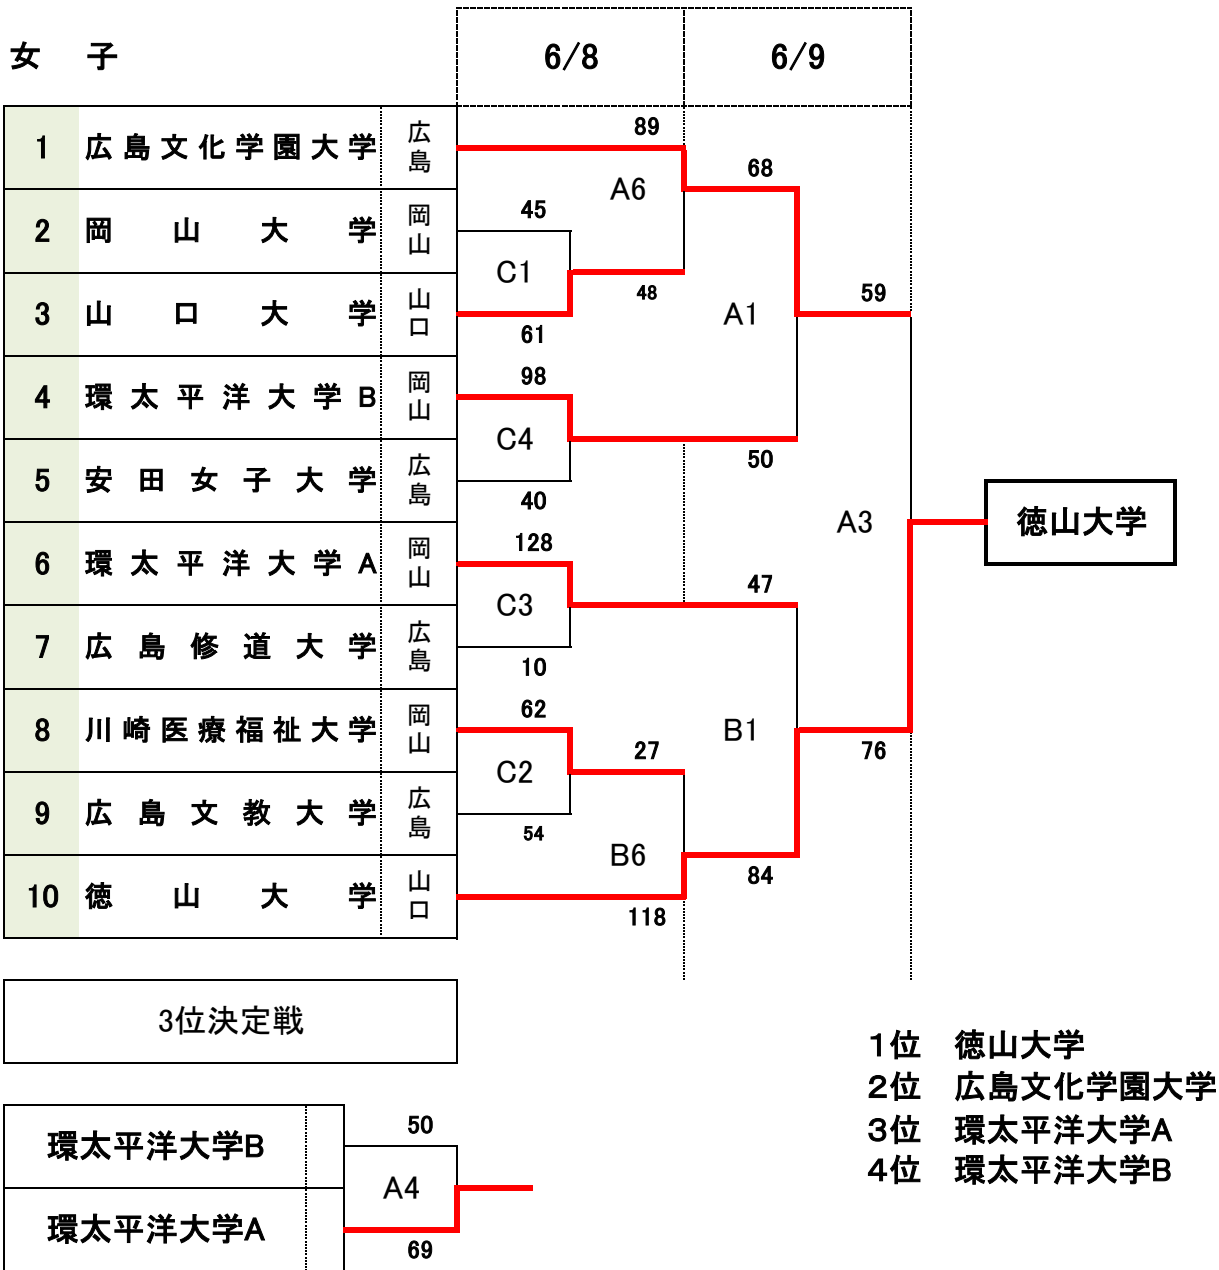 女 子
6/8 6/9
1 広島文化学園大学 広島 89
68
A6
2 岡山大学 岡山 45
C1
48
3 山口大学 山口 61
A1
59
4 環太平洋大学B 岡山 98
C4
50
5 安田女子大学 広島 40
A3
徳山大学
6 環太平洋大学A 岡山 128
C3
47
7 広島修道大学 広島 10
8 川崎医療福祉大学 岡山 62
B1
27
76
C2
9 広島文教大学 広島 54
B6
84
10 徳山大学 山口 118
3位決定戦
1位 徳山大学
2位 広島文化学園大学
3位 環太平洋大学A
4位 環太平洋大学B
環太平洋大学B 50
A4
環太平洋大学A 69